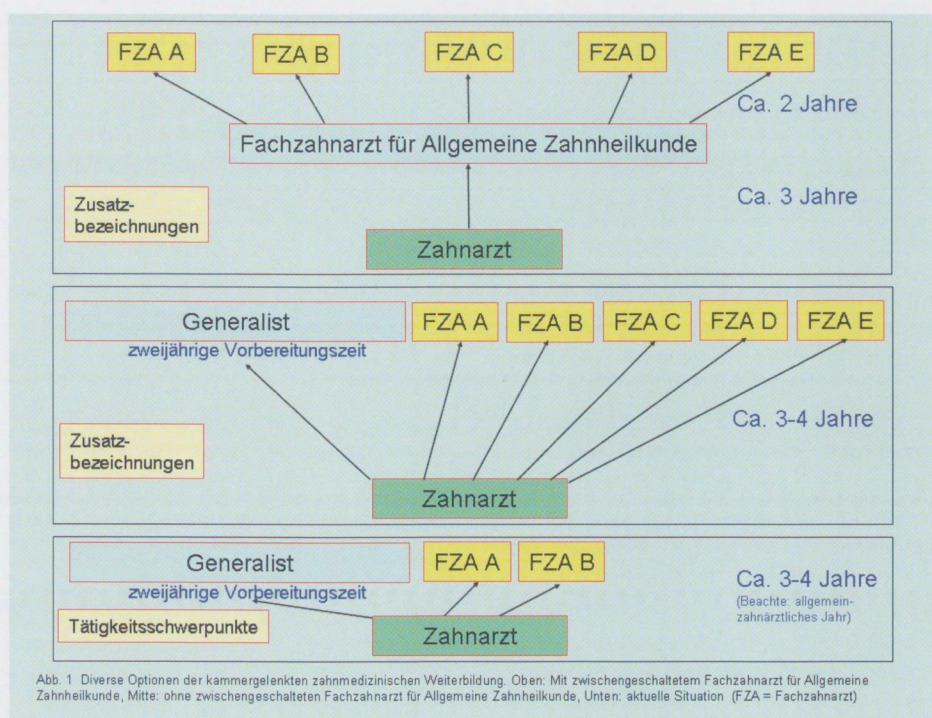 FZA A FZA B FZA C FZA D FZA E
Ca. 2 Jahre
Fachzahnarzt für Allgemeine Zahnheilkunde
Ca. 3 Jahre
Zusatz-
bezeichnungen
Zahnarzt
Generalist FZA A FZA B FZA C FZA D FZA E
zweijährige Vorbereitungszeit
Ca. 3-4 Jahre
Zusatz-
bezeichnungen
Zahnarzt
Generalist FZA A FZA B
zweijährige Vorbereitungszeit
Ca. 3-4 Jahre
(Beachte: allgemein-
zahnärztliches Jahr)
Tätigkeitsschwerpunkte
Zahnarzt
Abb. 1 Diverse Optionen der kammergelenkten zahnmedizinischen Weiterbildung. Oben: Mit zwischengeschaltetem Fachzahnarzt für Allgemeine
Zahnheilkunde, Mitte: ohne zwischengeschalteten Fachzahnarzt für Allgemeine Zahnheilkunde, Unten: aktuelle Situation (FZA = Fachzahnarzt)